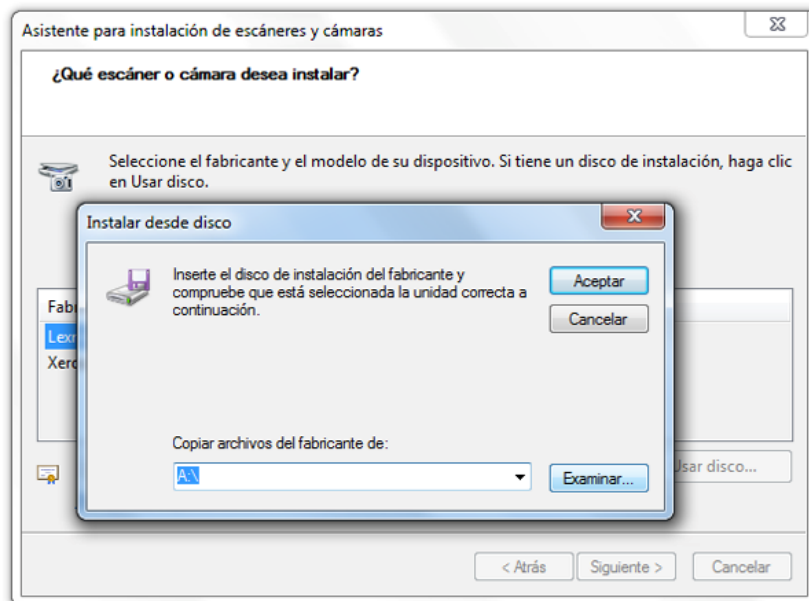 Asistente para instalación de escáneres y cámaras
¿Qué escáner o cámara desea instalar?
Seleccione el fabricante y el modelo de su dispositivo. Si tiene un disco de instalación, haga clic
en Usar disco.
Instalar desde disco
Inserte el disco de instalación del fabricante y
compruebe que está seleccionada la unidad correcta a
continuación.
Aceptar
Cancelar
Copiar archivos del fabricante de:
A:\
Examinar...
Usar disco...
< Atrás
Siguiente >
Cancelar